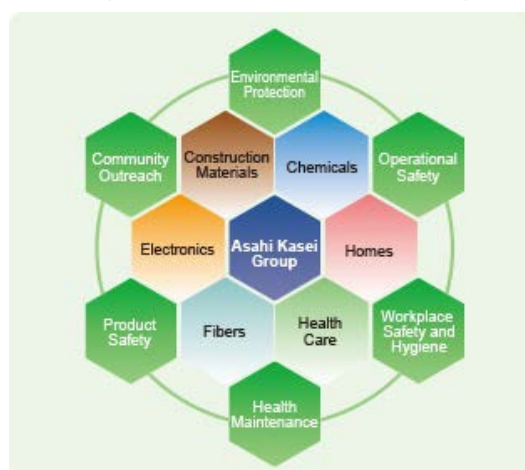 Environmental
Protection
Community
Outreach
Construction
Materials
Chemicals
Operational
Safety
Electronics
Asahi Kasei
Group
Homes
Product
Safety
Fibers
Health
Care
Workplace
Safety and
Hygiene
Health
Maintenance